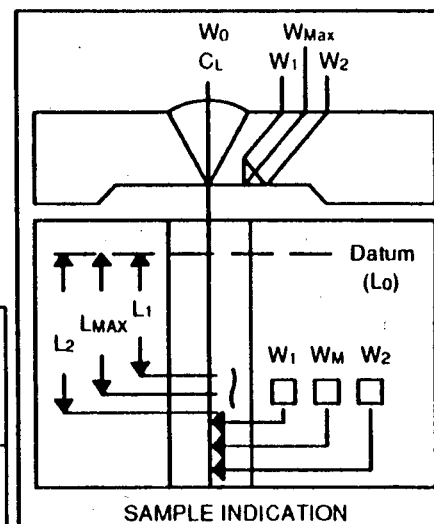 W0 WMax
CL W1 W2
Datum
(L0)
L1
LMAX
L2
W1 WM W2
SAMPLE INDICATION